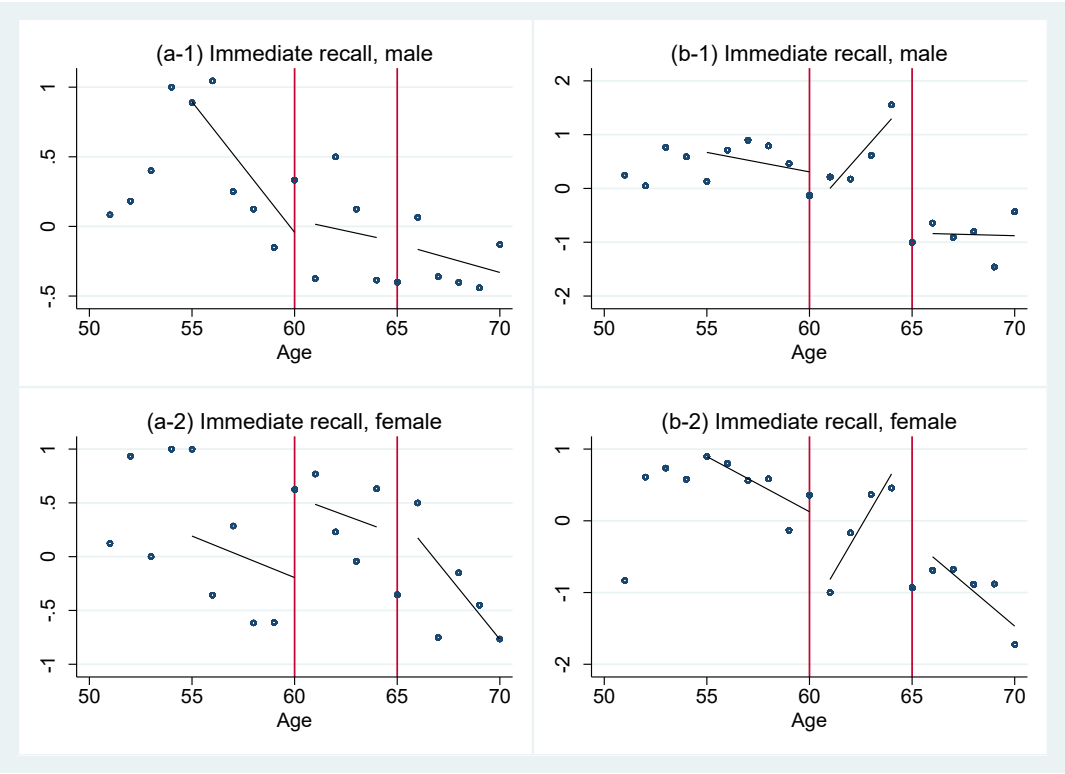 (a-1) Immediate recall, male
1
.5
0
-.5
50 55 60 65 70
Age
(b-1) Immediate recall, male
2
1
0
-1
-2
50 55 60 65 70
Age
(a-2) Immediate recall, female
1
.5
0
-.5
-1
50 55 60 65 70
Age
(b-2) Immediate recall, female
1
0
-1
-2
50 55 60 65 70
Age